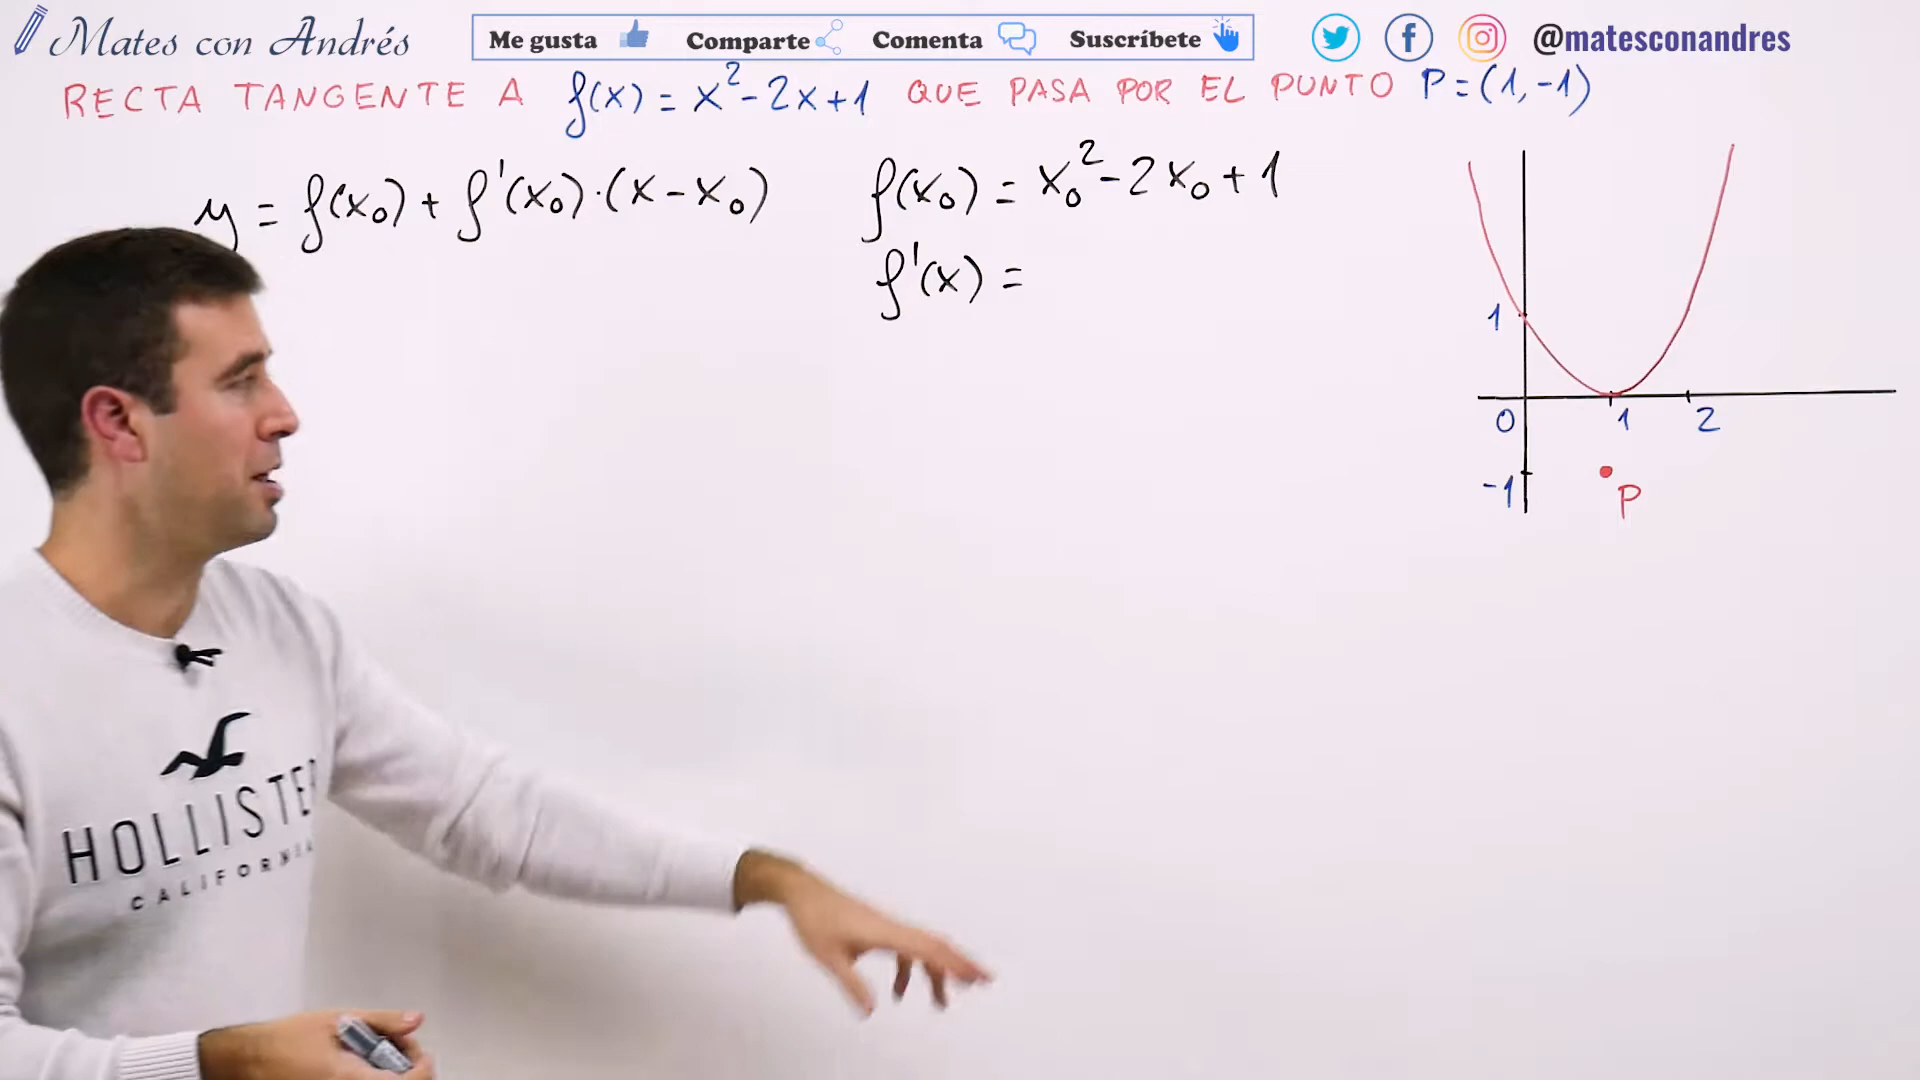 Mates con Andrés
Me gusta Comparte Comenta Suscríbete
@matesconandres
RECTA TANGENTE A f(x) = x²-2x+1 QUE PASA POR EL PUNTO P=(1,-1)
y = f(x₀) + f'(x₀)·(x-x₀)
f(x₀) = x₀²-2x₀+1
f'(x) =
1
0 1 2
-1
P
HOLLISTER
CALIFORNIA